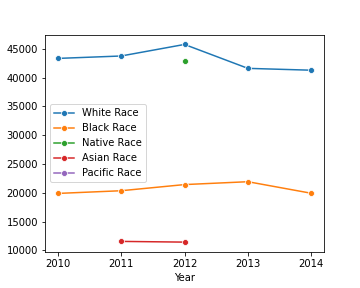 45000
40000
35000
30000
25000
20000
15000
10000
White Race
Black Race
Native Race
Asian Race
Pacific Race
2010 2011 2012 2013 2014
Year